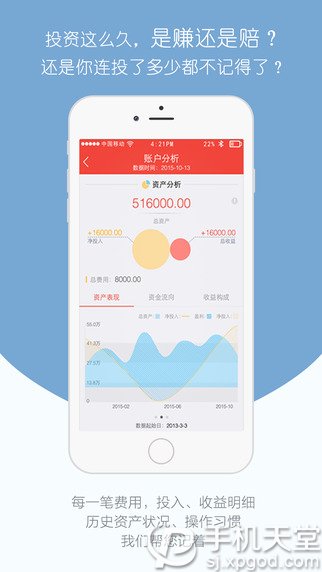 投资这么久，是赚还是赔？
还是你连投了多少都不记得了？
中国移动 4:21PM 22%
账户分析
数据时间：2015-10-13
资产分析
516000.00
总资产
+16000.00
净投入
+16000.00
总收益
总费用：8000.00
资产表现 资金流向 收益构成
总资产： 净投入： 盈利： 净投入：
55.0万
41.3万
27.5万
13.8万
0.00
2015-02 2015-06 2015-10
数据起始日：2013-3-3
每一笔费用，投入、收益明细
历史资产状况、操作习惯
我们帮您记着
手机天堂
sj.xpgod.com